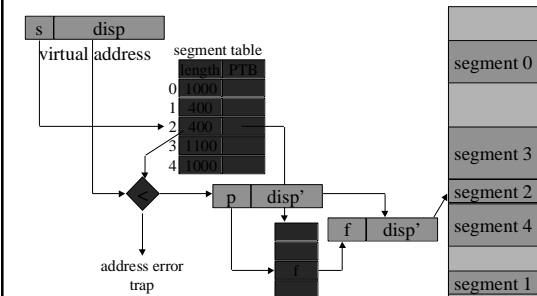 s disp
virtual address
segment table
length PTB
0 1000
1 400
2 400
3 1100
4 1000
<
p disp’
f disp’
f
address error
trap
segment 0
segment 3
segment 2
segment 4
segment 1